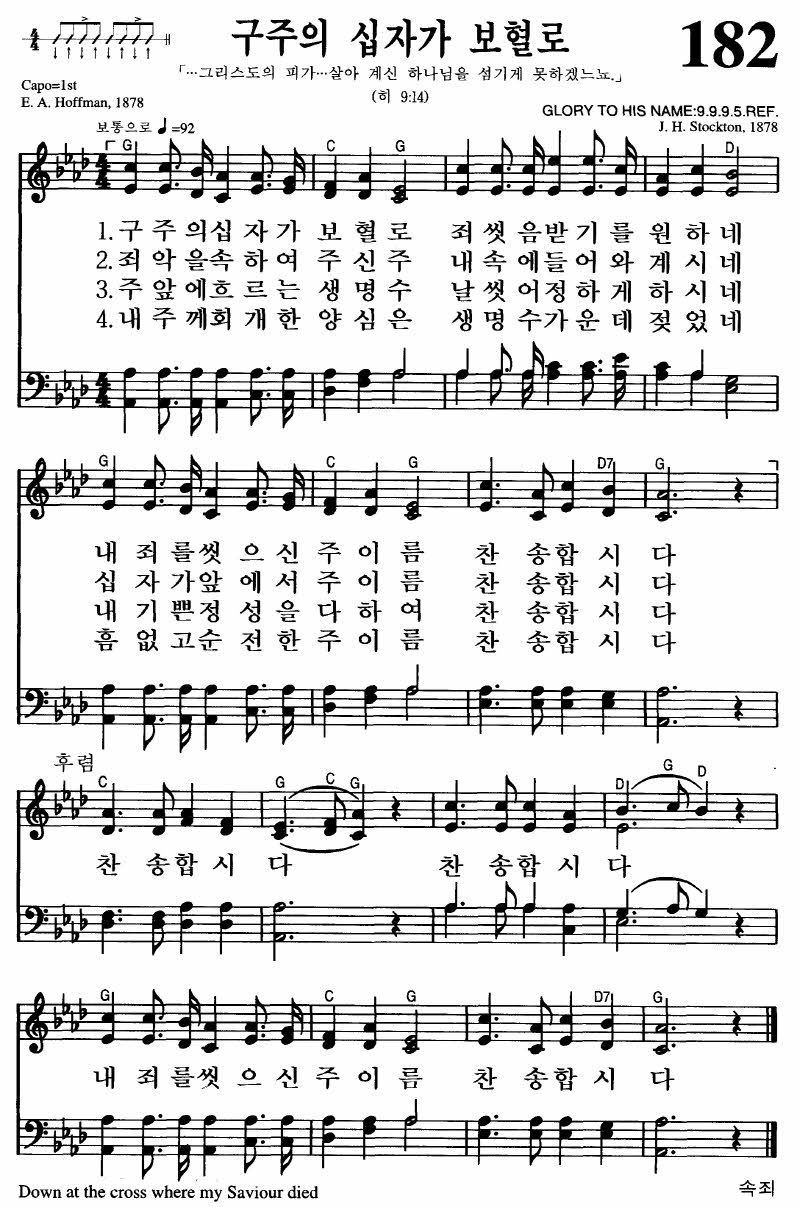 구주의 십자가 보혈로
182
「…그리스도의 피가…살아 계신 하나님을 섬기게 못하겠느뇨.」
(히 9:14)
Capo=1st
E. A. Hoffman, 1878
GLORY TO HIS NAME:9.9.9.5.REF.
J. H. Stockton, 1878
보통으로 ♩=92
G C G D
1. 구 주 의 십 자 가 보 혈 로 죄 씻 음 받 기 를 원 하 네
2. 죄 악 을 속 하 여 주 신 주 내 속 에 들 어 와 계 시 네
3. 주 앞 에 흐 르 는 생 명 수 날 씻 어 정 하 게 하 시 네
4. 내 주 께 회 개 한 양 심 은 생 명 수 가 운 데 젖 었 네
G C G D7 G
내 죄 를 씻 으 신 주 이 름 찬 송 합 시 다
십 자 가 앞 에 서 주 이 름 찬 송 합 시 다
내 기 쁜 정 성 을 다 하 여 찬 송 합 시 다
흠 없 고 순 전 한 주 이 름 찬 송 합 시 다
후렴
C G C G D G D
찬 송 합 시 다 찬 송 합 시 다
G C G D7 G
내 죄 를 씻 으 신 주 이 름 찬 송 합 시 다
Down at the cross where my Saviour died
속죄